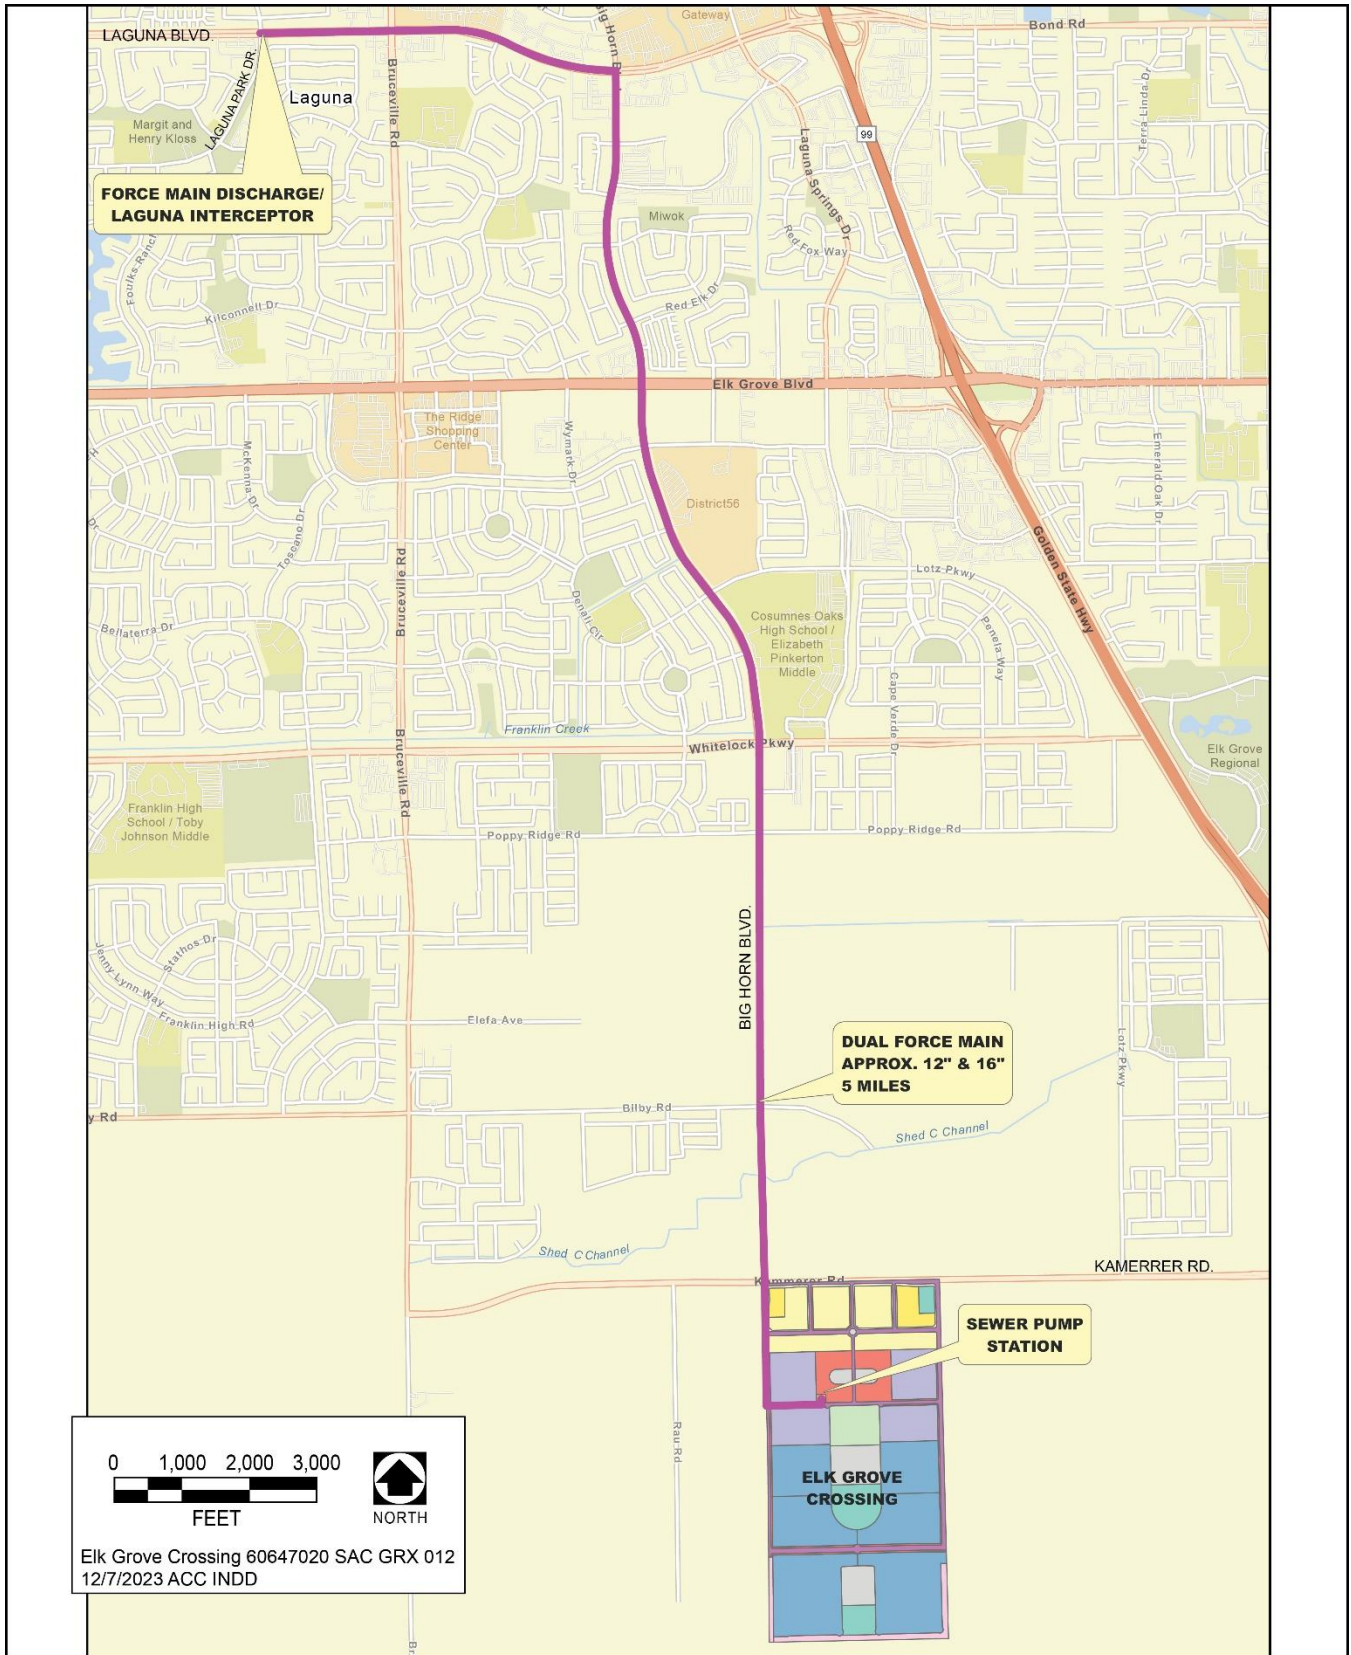 LAGUNA BLVD.
Gateway
Bond Rd
LAGUNA PARK DR.
Laguna
Bruceville Rd
99
Terra Linda Dr
Margit and
Henry Kloss
Laguna Springs Dr
FORCE MAIN DISCHARGE/
LAGUNA INTERCEPTOR
Miwok
Red Fox Way
Foulks Ranch
Kilconnell Dr
Red Elk Dr
Elk Grove Blvd
The Ridge
Shopping
Center
Wymark Dr
McKenna Dr
Emerald Oak Dr
District56
Toscano Dr
Golden State Hwy
Bruceville Rd
Lotz Pkwy
Denali Cir
Bellaterra Dr
Cosumnes Oaks
High School /
Elizabeth
Pinkerton
Middle
Penela Way
Cape Verde Dr
Franklin Creek
Whitelock Pkwy
Bruceville Rd
Elk Grove
Regional
Franklin High
School / Toby
Johnson Middle
Poppy Ridge Rd
Poppy Ridge Rd
BIG HORN BLVD.
Stathos Dr
Jenny Lynn Way
Franklin High Rd
Elefa Ave
DUAL FORCE MAIN
APPROX. 12" & 16"
5 MILES
Lotz Pkwy
y Rd
Bilby Rd
Shed C Channel
Shed C Channel
Kammerer Rd
KAMERRER RD.
SEWER PUMP
STATION
Rau Rd
ELK GROVE
CROSSING
0 1,000 2,000 3,000
FEET
NORTH
Elk Grove Crossing 60647020 SAC GRX 012
12/7/2023 ACC INDD